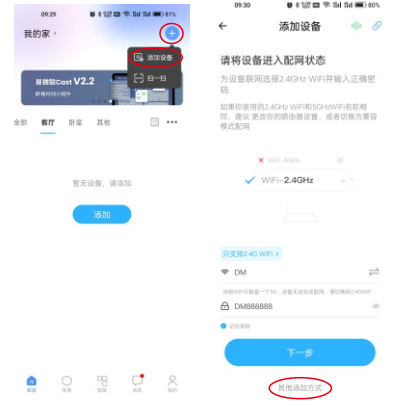 09:29
81%
我的家
添加设备
扫一扫
易微联Cast V2.2
全部 客厅 卧室 其他
暂无设备，请添加
添加
09:30
80%
添加设备
请将设备进入配网状态
为设备联网选择2.4GHz WiFi并输入正确密
码
如果你使用的2.4GHz WiFi和5GHzWiFi名称相
同，建议 更改你的路由器设置，或者切换为兼容
模式配网
WiFi-5GHz
WiFi-2.4GHz
只支持2.4G WiFi >
DM
DM888888
记住密码
下一步
其他添加方式